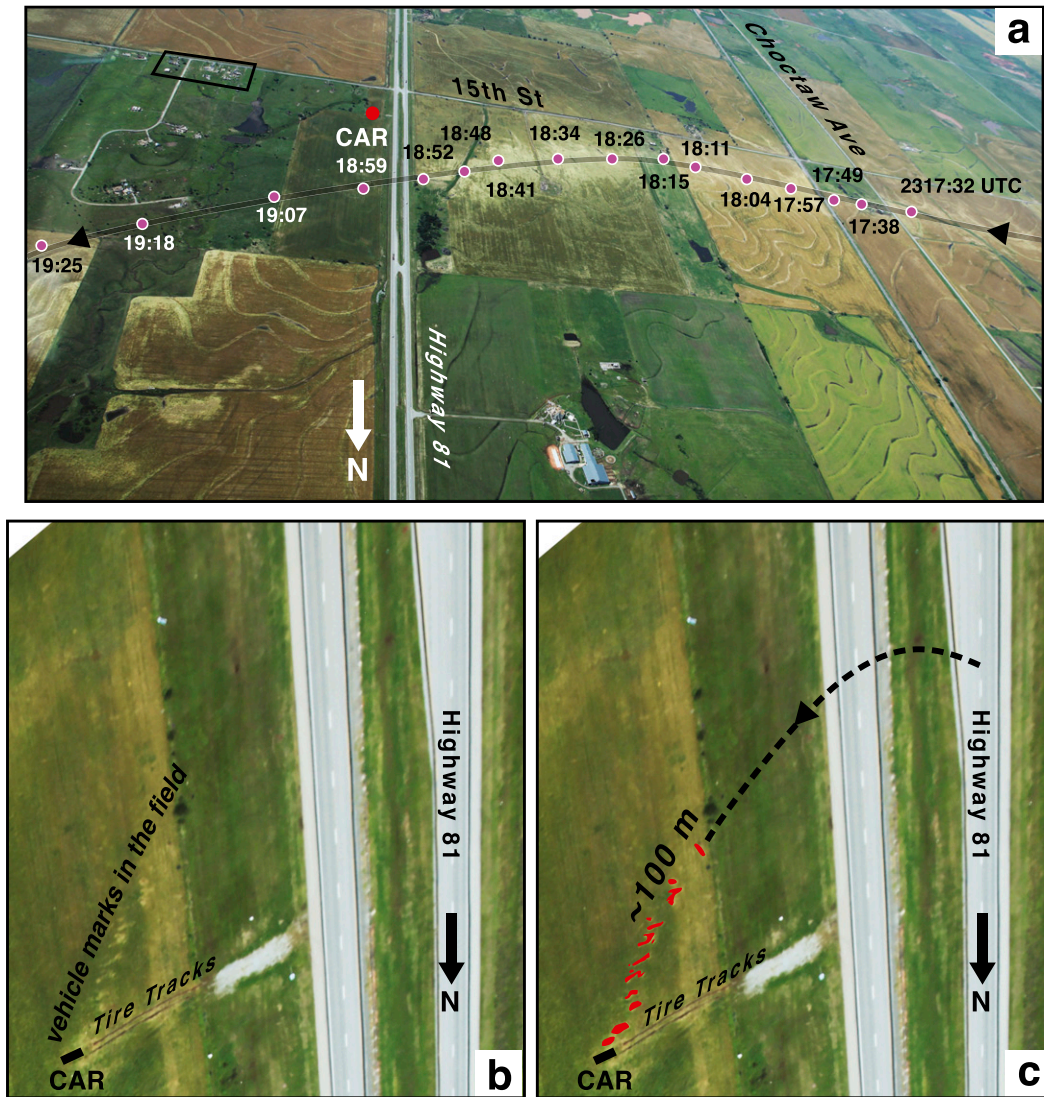 a
Choctaw Ave
15th St
CAR
18:59
18:52
18:48
18:41
18:34
18:26
18:15
18:11
18:04
17:57
17:49
17:38
2317:32 UTC
19:07
19:18
19:25
Highway 81
N
vehicle marks in the field
Tire Tracks
CAR
Highway 81
N
b
~100 m
Tire Tracks
CAR
Highway 81
N
c